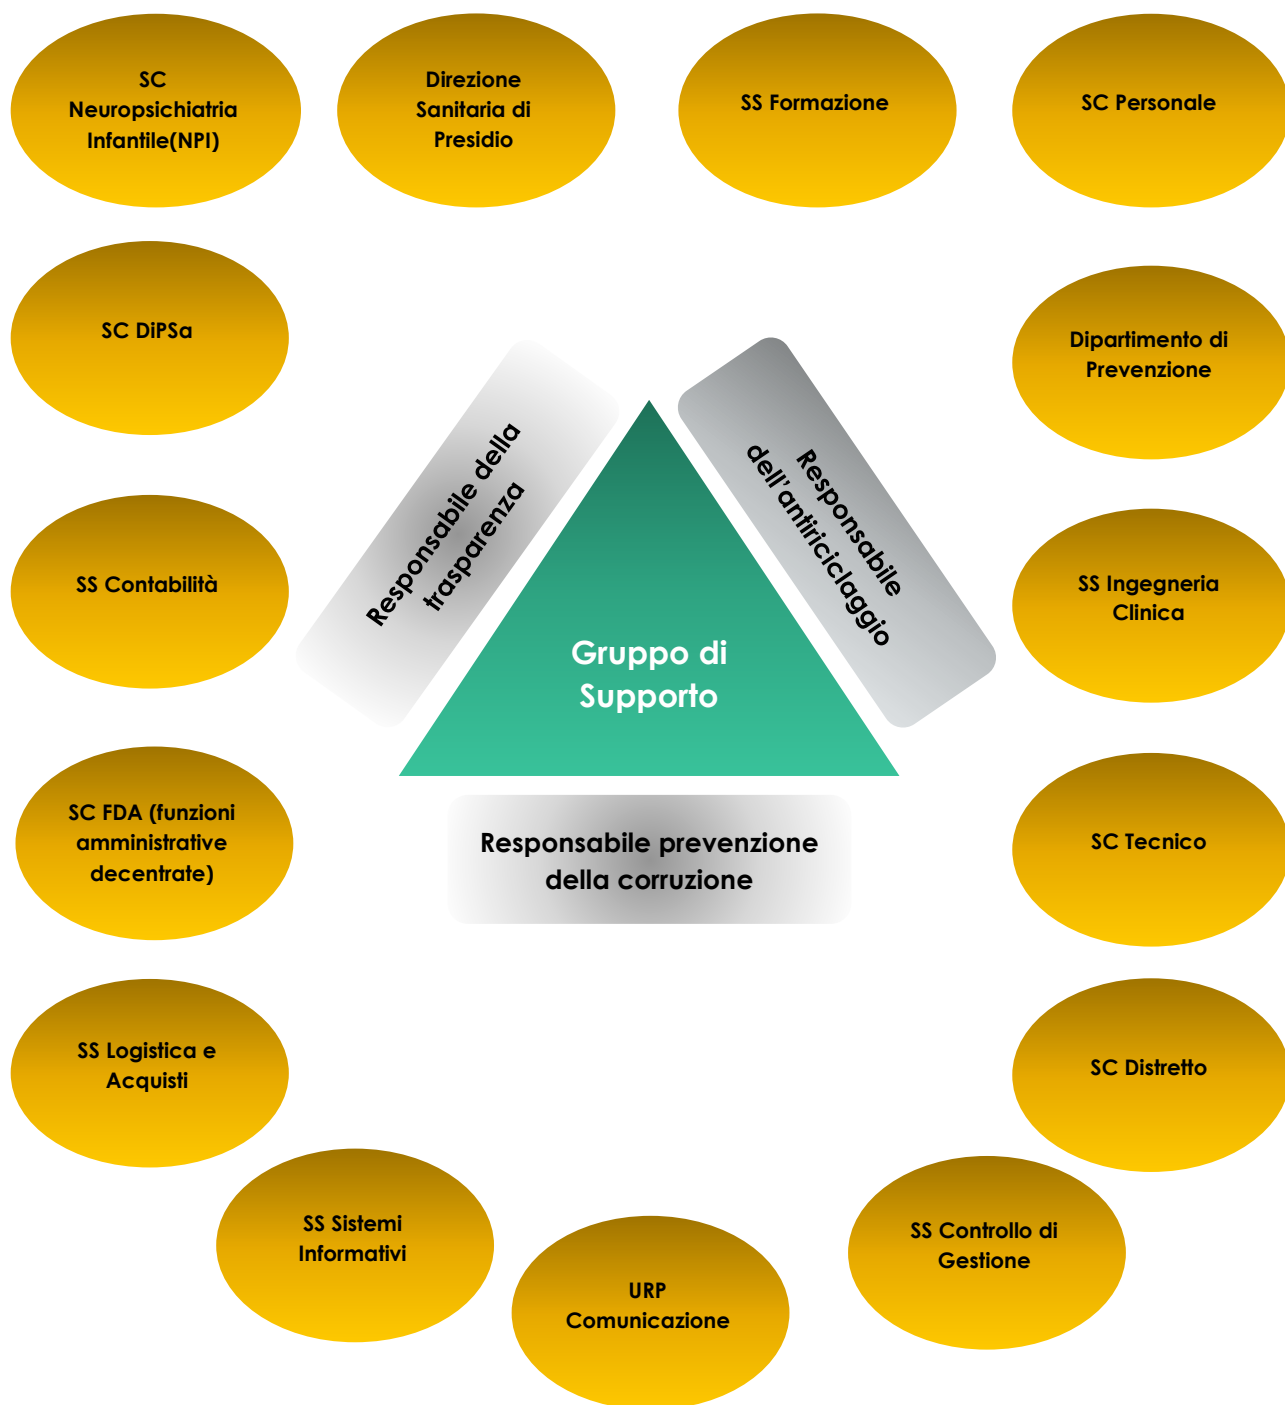 SC
Neuropsichiatria
Infantile(NPI)
Direzione
Sanitaria di
Presidio
SS Formazione
SC Personale
SC DiPSa
Dipartimento di
Prevenzione
Responsabile della
trasparenza
Responsabile
dell'antiriciclaggio
SS Contabilità
SS Ingegneria
Clinica
Gruppo di
Supporto
SC FDA (funzioni
amministrative
decentrate)
Responsabile prevenzione
della corruzione
SC Tecnico
SS Logistica e
Acquisti
SC Distretto
SS Sistemi
Informativi
SS Controllo di
Gestione
URP
Comunicazione